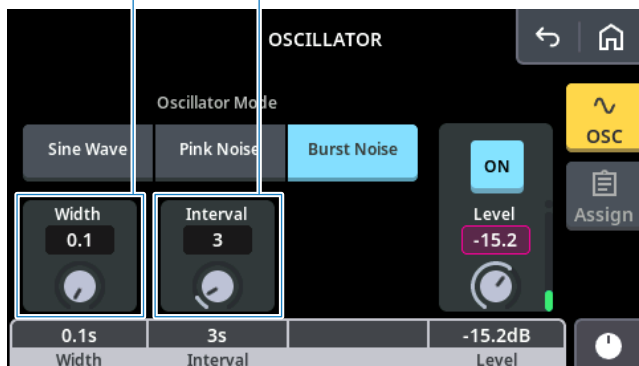 OSCILLATOR
Oscillator Mode
Sine Wave
Pink Noise
Burst Noise
ON
OSC
Assign
Width
0.1
Interval
3
Level
-15.2
0.1s
3s
-15.2dB
Width
Interval
Level